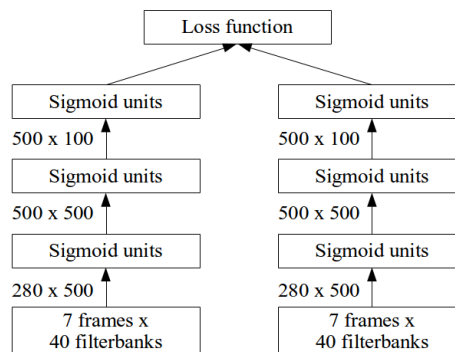 Loss function
Sigmoid units Sigmoid units
500 x 100 500 x 100
Sigmoid units Sigmoid units
500 x 500 500 x 500
Sigmoid units Sigmoid units
280 x 500 280 x 500
7 frames x 7 frames x
40 filterbanks 40 filterbanks